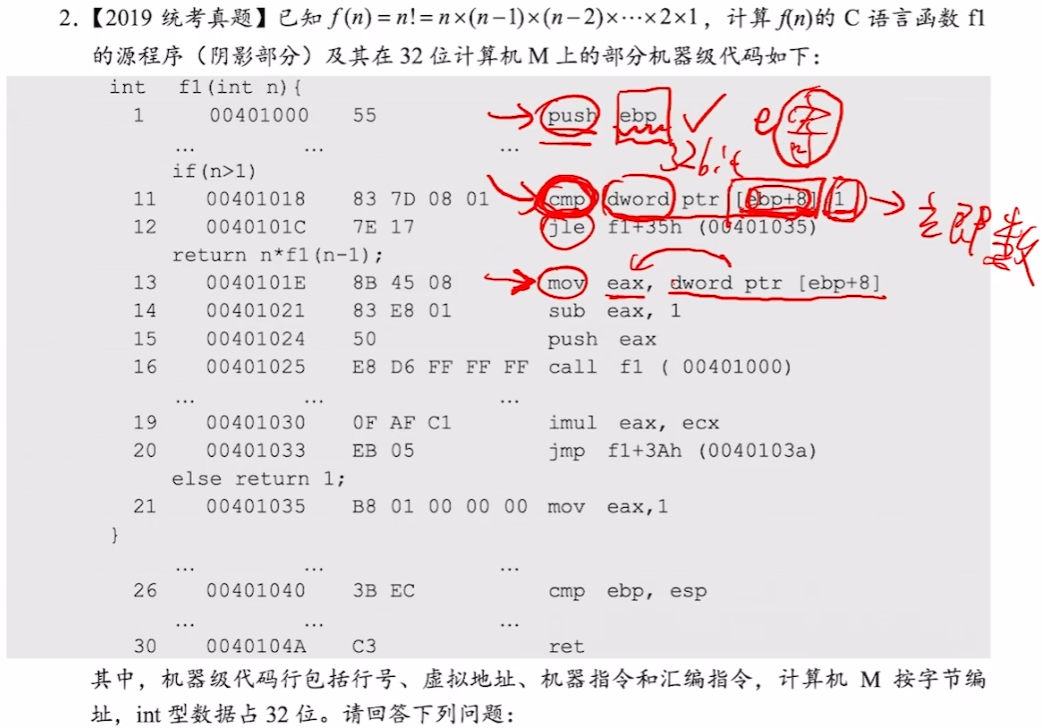 2.【2019 统考真题】已知 f(n)=n!=n×(n−1)×(n−2)×⋯×2×1，计算 f(n)的 C 语言函数 f1
的源程序（阴影部分）及其在 32 位计算机 M 上的部分机器级代码如下：
int f1(int n){
1 00401000 55 push ebp
… … …
32bit
if(n>1)
11 00401018 83 7D 08 01 cmp dword ptr [ebp+8],1
立即数
12 0040101C 7E 17 jle f1+35h (00401035)
return n*f1(n-1);
13 0040101E 8B 45 08 mov eax, dword ptr [ebp+8]
14 00401021 83 E8 01 sub eax, 1
15 00401024 50 push eax
16 00401025 E8 D6 FF FF FF call f1 ( 00401000)
… … …
19 00401030 0F AF C1 imul eax, ecx
20 00401033 EB 05 jmp f1+3Ah (0040103a)
else return 1;
21 00401035 B8 01 00 00 00 mov eax,1
}
… … …
26 00401040 3B EC cmp ebp, esp
… … …
30 0040104A C3 ret
其中，机器级代码行包括行号、虚拟地址、机器指令和汇编指令，计算机 M 按字节编
址，int 型数据占 32 位。请回答下列问题：